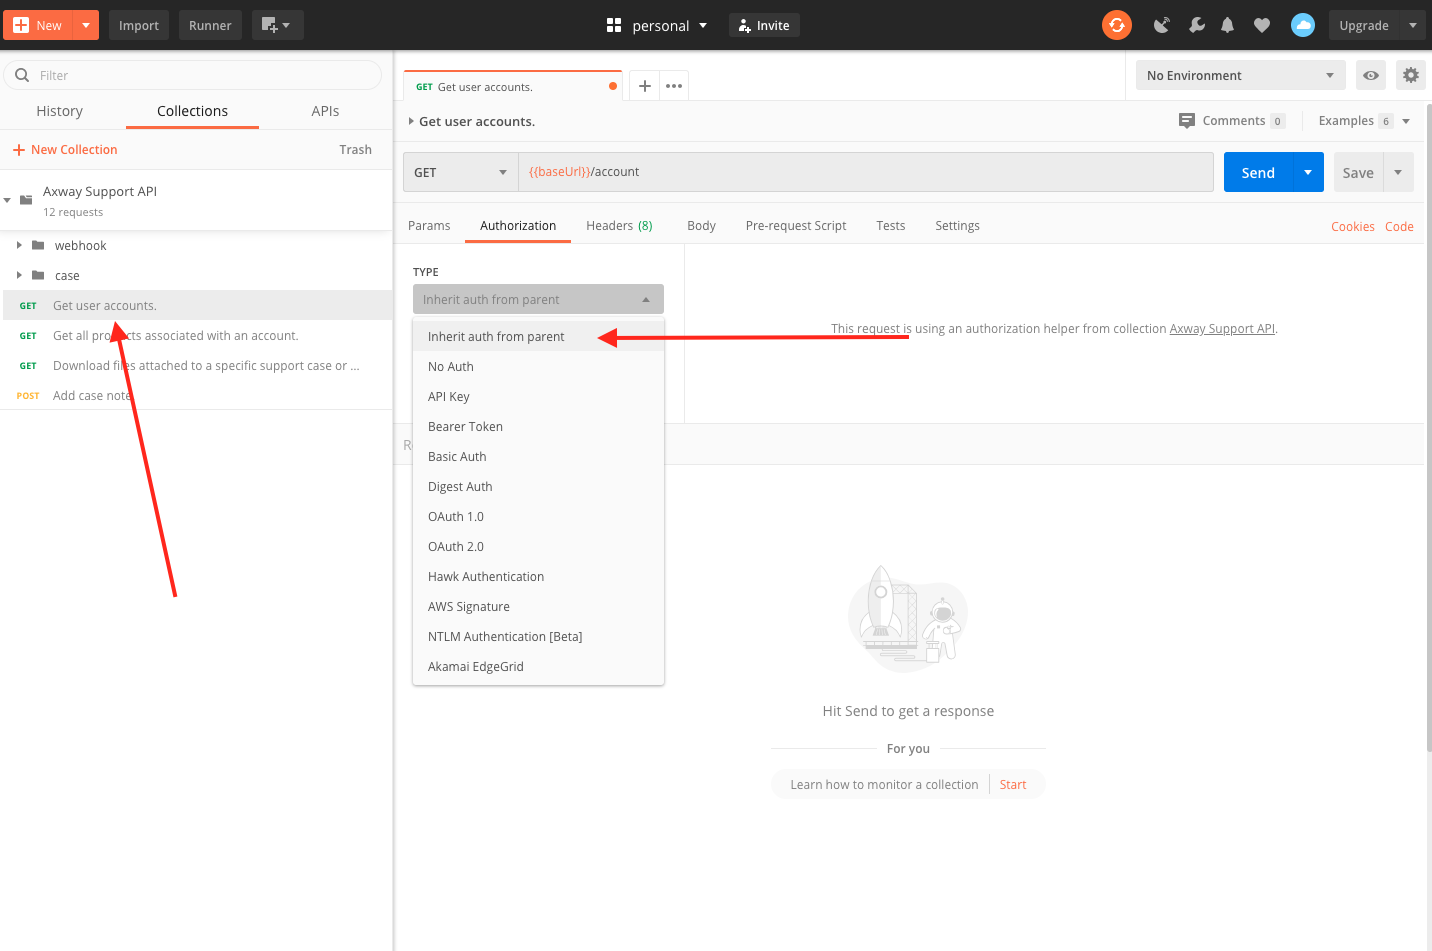 New
Import
Runner
personal
Invite
Upgrade
Filter
History
Collections
APIs
New Collection
Trash
Axway Support API
12 requests
webhook
case
GET Get user accounts.
GET Get all products associated with an account.
GET Download files attached to a specific support case or ...
POST Add case note
GET Get user accounts.
No Environment
Get user accounts.
Comments 0
Examples 6
GET
{{baseUrl}}/account
Send
Save
Params
Authorization
Headers (8)
Body
Pre-request Script
Tests
Settings
Cookies
Code
TYPE
Inherit auth from parent
Inherit auth from parent
No Auth
API Key
Bearer Token
Basic Auth
Digest Auth
OAuth 1.0
OAuth 2.0
Hawk Authentication
AWS Signature
NTLM Authentication [Beta]
Akamai EdgeGrid
This request is using an authorization helper from collection Axway Support API.
Hit Send to get a response
For you
Learn how to monitor a collection
Start